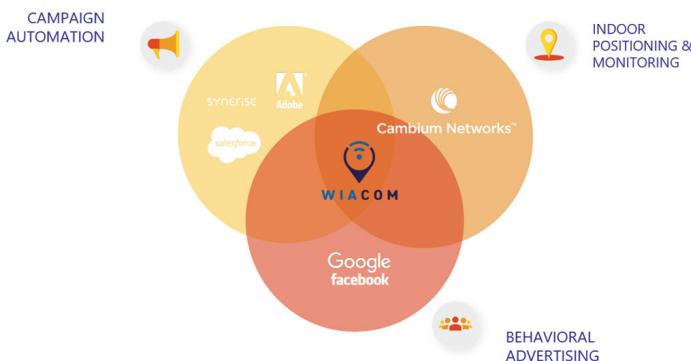 CAMPAIGN
AUTOMATION
INDOOR
POSITIONING &
MONITORING
synerise
Adobe
salesforce
Cambium Networks™
WIACOM
Google
facebook
BEHAVIORAL
ADVERTISING